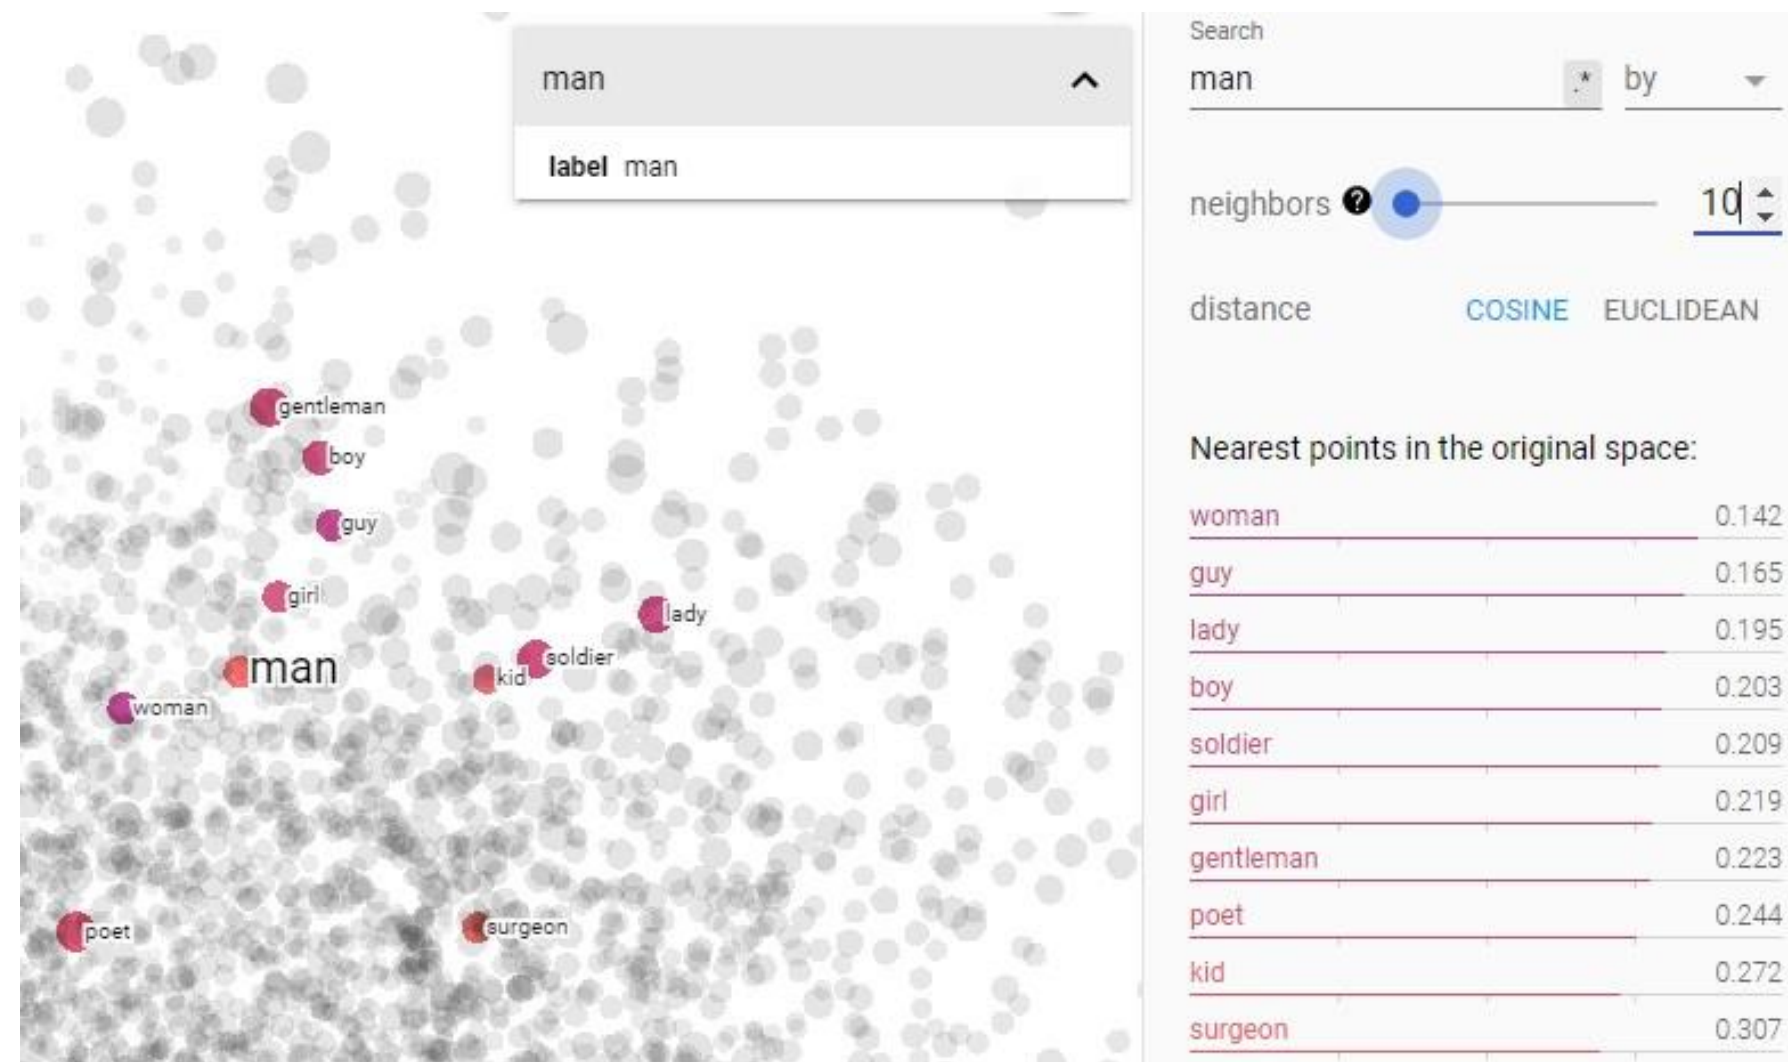 man
label man
gentleman
boy
guy
girl
lady
man
soldier
kid
woman
poet
surgeon
Search
man .* by
neighbors ? 10
distance COSINE EUCLIDEAN
Nearest points in the original space:
woman 0.142
guy 0.165
lady 0.195
boy 0.203
soldier 0.209
girl 0.219
gentleman 0.223
poet 0.244
kid 0.272
surgeon 0.307